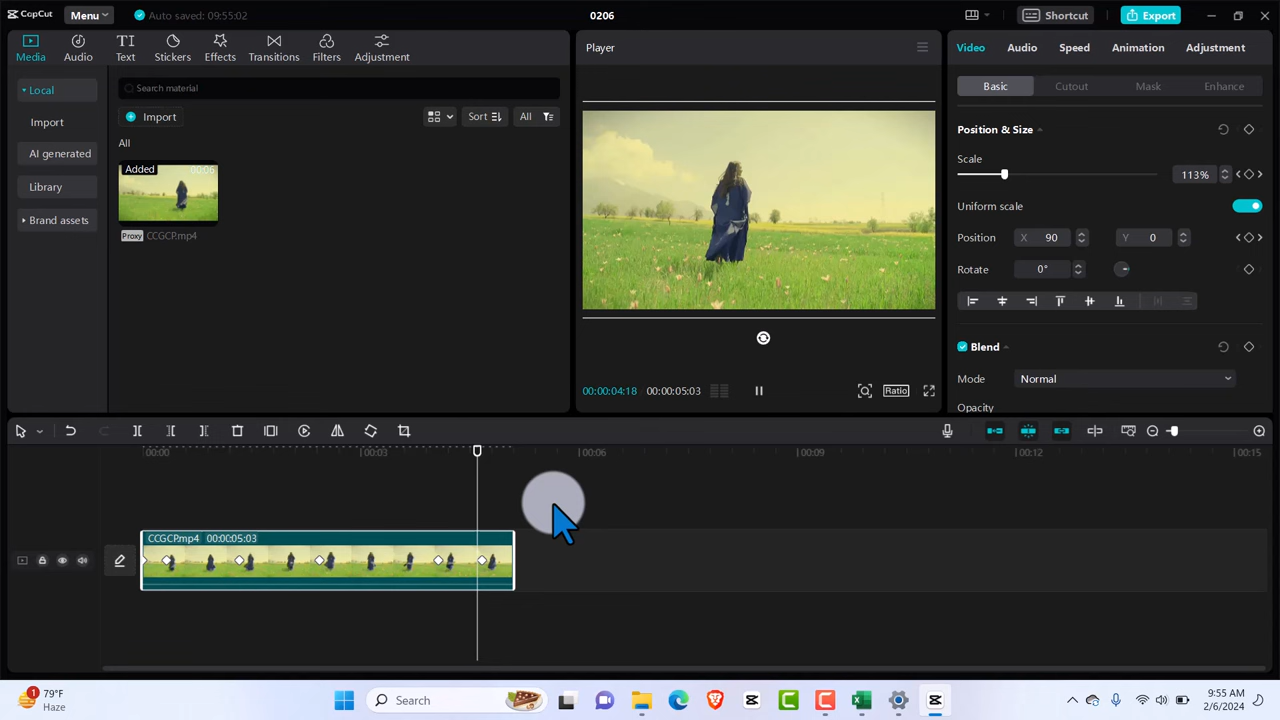 CapCut
Menu
Auto saved: 09:55:02
0206
Shortcut
Export
Media
Audio
Text
Stickers
Effects
Transitions
Filters
Adjustment
Local
Import
AI generated
Library
Brand assets
Search material
Import
Sort
All
All
Added
00:06
Proxy
CCGCP.mp4
Player
00:00:04:18
00:00:05:03
Ratio
Video
Audio
Speed
Animation
Adjustment
Basic
Cutout
Mask
Enhance
Position & Size
Scale
113%
Uniform scale
Position X 90 Y 0
Rotate 0°
Blend
Mode Normal
Opacity
00:00
00:03
00:06
00:09
00:12
00:15
CCGCP.mp4 00:00:05:03
1
79°F
Haze
Search
9:55 AM
2/6/2024